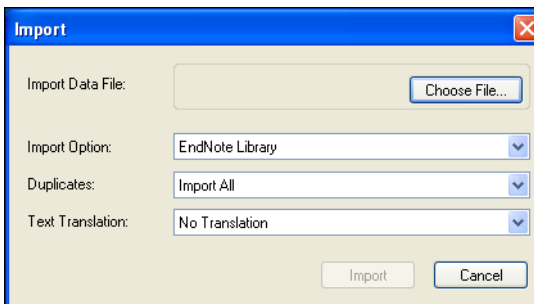 Import
Import Data File:
Choose File...
Import Option:
EndNote Library
Duplicates:
Import All
Text Translation:
No Translation
Import
Cancel